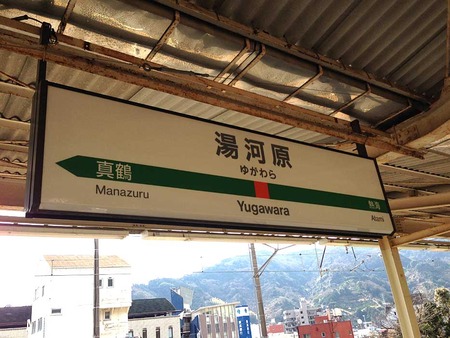 湯河原
ゆがわら
真鶴
Manazuru
Yugawara
熱海
Atami